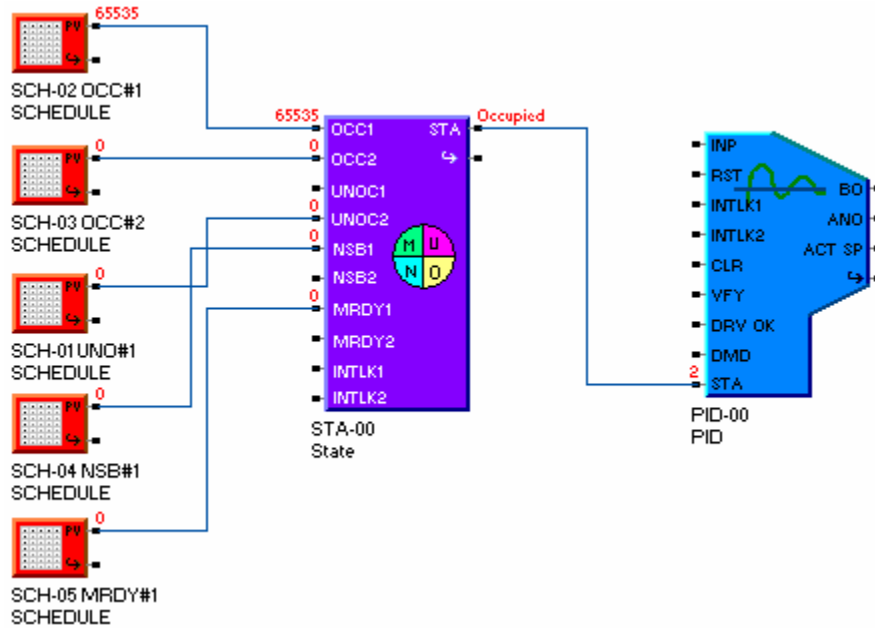 65535
PV
SCH-02 OCC#1
SCHEDULE
0
PV
SCH-03 OCC#2
SCHEDULE
0
PV
SCH-01 UNO#1
SCHEDULE
0
PV
SCH-04 NSB#1
SCHEDULE
0
PV
SCH-05 MRDY#1
SCHEDULE
65535
OCC1
STA
Occupied
0
OCC2
UNOC1
0
UNOC2
0
NSB1
NSB2
0
MRDY1
MRDY2
INTLK1
INTLK2
M U
N O
STA-00
State
INP
RST
INTLK1
INTLK2
CLR
VFY
DRV OK
DMD
2
STA
BO
ANO
ACT SP
PID-00
PID